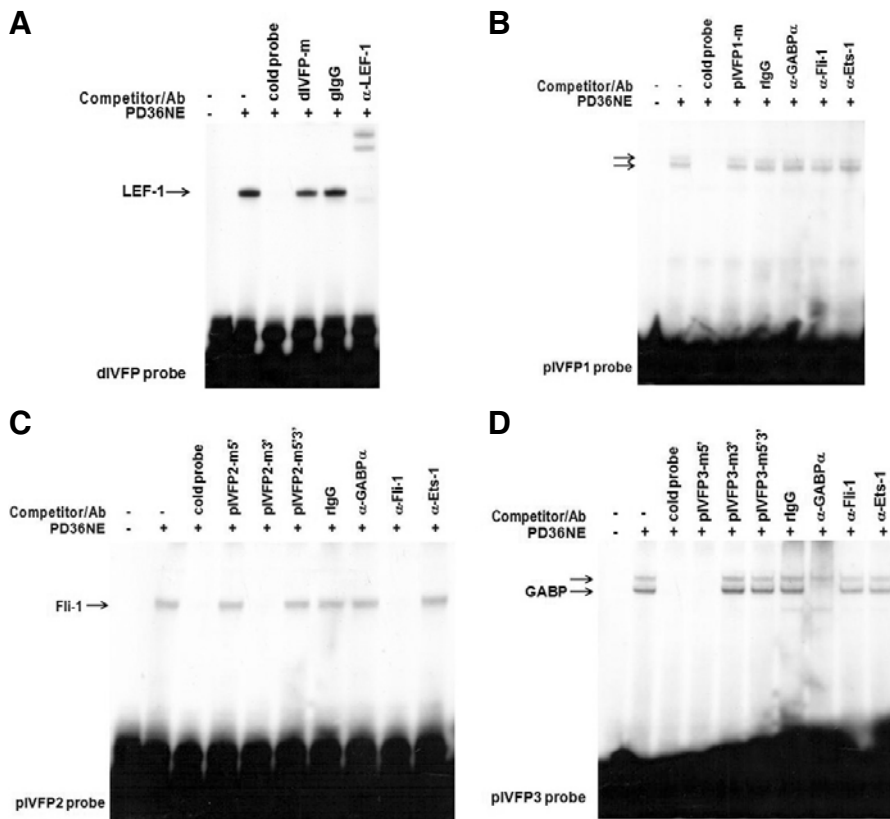 A
cold probe
dIVFP-m
gIgG
α-LEF-1
Competitor/Ab - -
PD36NE - + + + + +
LEF-1→
dIVFP probe
B
cold probe
pIVFP1-m
rIgG
α-GABPα
α-Fli-1
α-Ets-1
Competitor/Ab - -
PD36NE - + + + + + + +
pIVFP1 probe
C
cold probe
pIVFP2-m5'
pIVFP2-m3'
pIVFP2-m5'3'
rIgG
α-GABPα
α-Fli-1
α-Ets-1
Competitor/Ab - -
PD36NE - + + + + + + + + +
Fli-1→
pIVFP2 probe
D
cold probe
pIVFP3-m5'
pIVFP3-m3'
pIVFP3-m5'3'
rIgG
α-GABPα
α-Fli-1
α-Ets-1
Competitor/Ab - -
PD36NE - + + + + + + + + +
GABP→
pIVFP3 probe